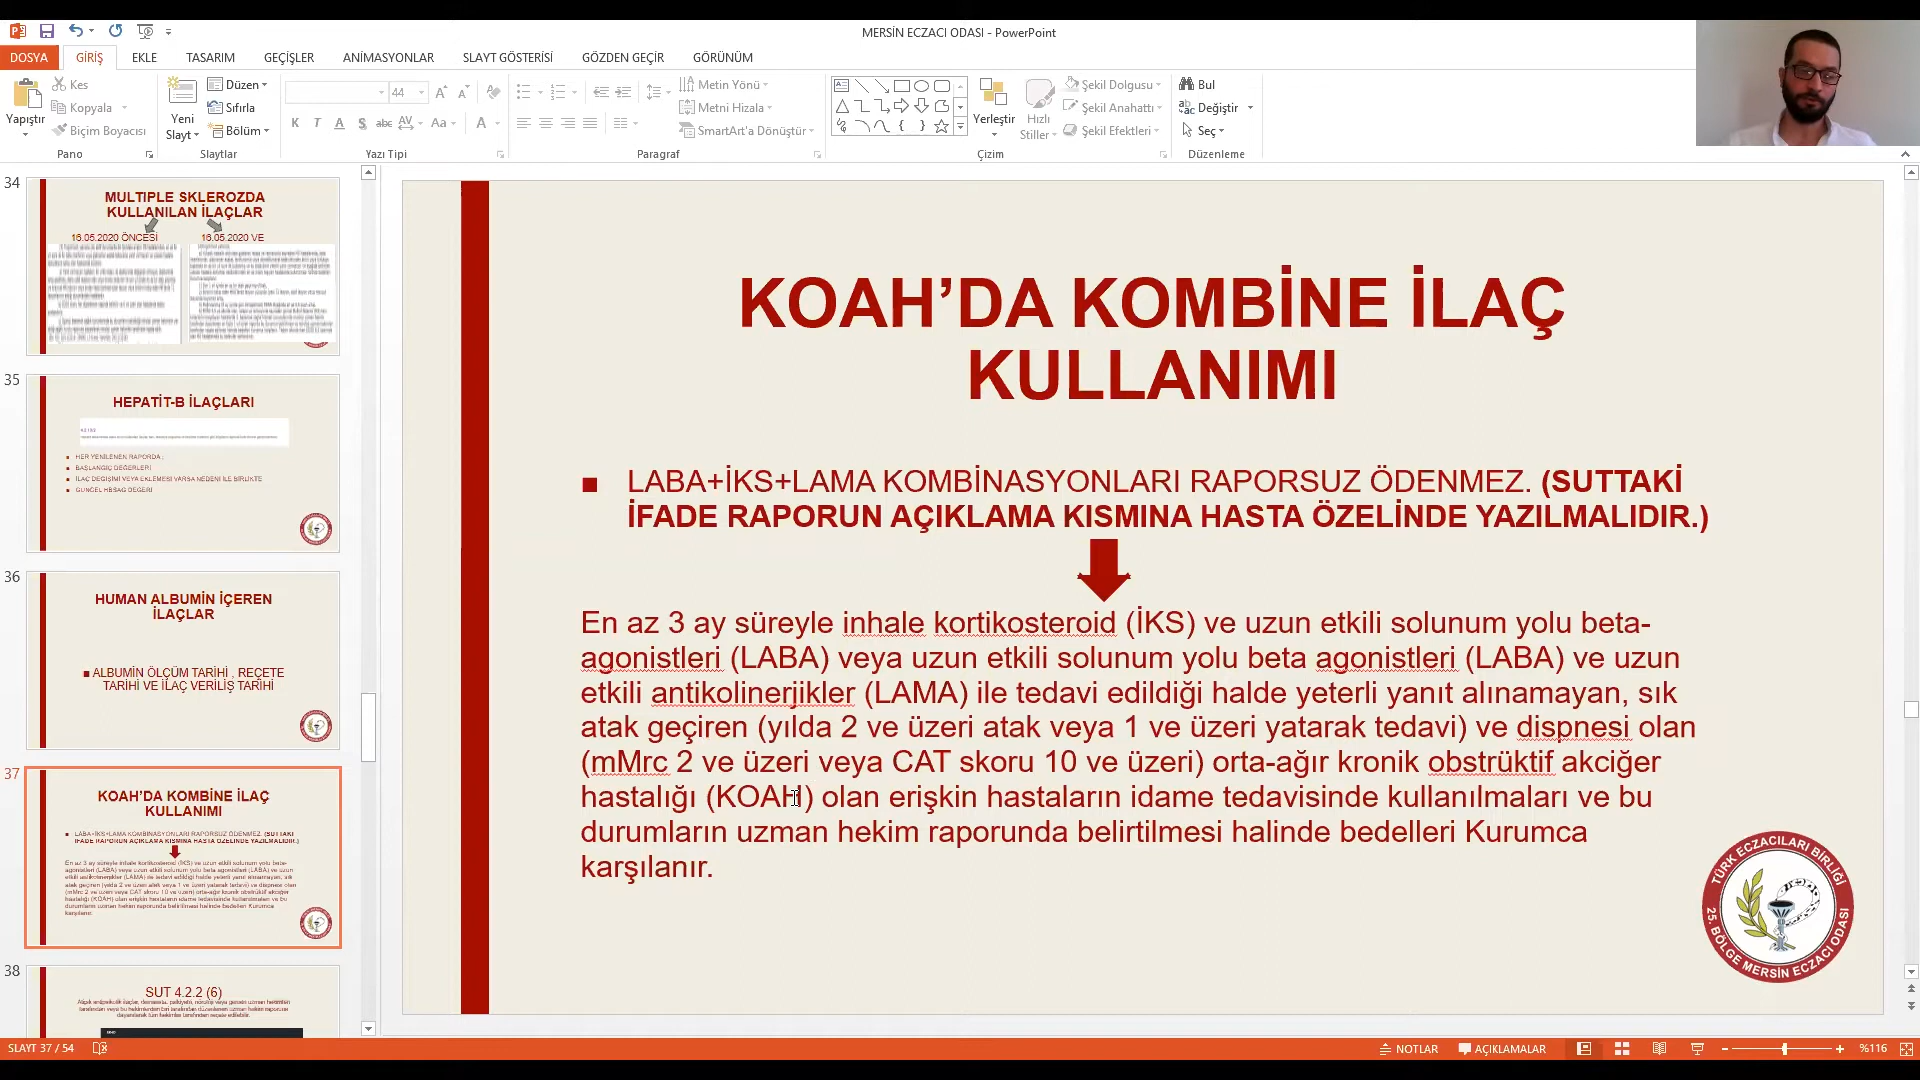 MERSİN ECZACI ODASI - PowerPoint
DOSYA GİRİŞ EKLE TASARIM GEÇİŞLER ANİMASYONLAR SLAYT GÖSTERİSİ GÖZDEN GEÇİR GÖRÜNÜM
Yapıştır
Kes
Kopyala
Biçim Boyacısı
Pano
Yeni
Slayt
Düzen
Sıfırla
Bölüm
Slaytlar
44
K T A S abc AV Aa A
Yazı Tipi
Metin Yönü
Metni Hizala
SmartArt'a Dönüştür
Paragraf
Yerleştir
Hızlı
Stiller
Şekil Dolgusu
Şekil Anahattı
Şekil Efektleri
Çizim
Bul
Değiştir
Seç
Düzenleme
34
MULTIPLE SKLEROZDA
KULLANILAN İLAÇLAR
16.05.2020 ÖNCESİ 16.05.2020 VE
35
HEPATİT-B İLAÇLARI
HER YENİLENEN RAPORDA ;
BAŞLANGIÇ DEĞERLERİ
İLAÇ DEĞİŞİMİ VEYA EKLEMESİ VARSA NEDENİ İLE BİRLİKTE
GÜNCEL HBSAG DEĞERİ
36
HUMAN ALBUMİN İÇEREN
İLAÇLAR
■ ALBUMİN ÖLÇÜM TARİHİ , REÇETE
TARİHİ VE İLAÇ VERİLİŞ TARİHİ
37
KOAH’DA KOMBİNE İLAÇ
KULLANIMI
LABA+İKS+LAMA KOMBİNASYONLARI RAPORSUZ ÖDENMEZ. (SUTTAKİ
İFADE RAPORUN AÇIKLAMA KISMINA HASTA ÖZELİNDE YAZILMALIDIR.)
En az 3 ay süreyle inhale kortikosteroid (İKS) ve uzun etkili solunum yolu beta-
agonistleri (LABA) veya uzun etkili solunum yolu beta agonistleri (LABA) ve uzun
etkili antikolinerjikler (LAMA) ile tedavi edildiği halde yeterli yanıt alınamayan, sık
atak geçiren (yılda 2 ve üzeri atak veya 1 ve üzeri yatarak tedavi) ve dispnesi olan
(mMrc 2 ve üzeri veya CAT skoru 10 ve üzeri) orta-ağır kronik obstrüktif akciğer
hastalığı (KOAH) olan erişkin hastaların idame tedavisinde kullanılmaları ve bu
durumların uzman hekim raporunda belirtilmesi halinde bedelleri Kurumca
karşılanır.
38
SUT 4.2.2 (6)
KOAH’DA KOMBİNE İLAÇ
KULLANIMI
■ LABA+İKS+LAMA KOMBİNASYONLARI RAPORSUZ ÖDENMEZ. (SUTTAKİ
İFADE RAPORUN AÇIKLAMA KISMINA HASTA ÖZELİNDE YAZILMALIDIR.)
En az 3 ay süreyle inhale kortikosteroid (İKS) ve uzun etkili solunum yolu beta-
agonistleri (LABA) veya uzun etkili solunum yolu beta agonistleri (LABA) ve uzun
etkili antikolinerjikler (LAMA) ile tedavi edildiği halde yeterli yanıt alınamayan, sık
atak geçiren (yılda 2 ve üzeri atak veya 1 ve üzeri yatarak tedavi) ve dispnesi olan
(mMrc 2 ve üzeri veya CAT skoru 10 ve üzeri) orta-ağır kronik obstrüktif akciğer
hastalığı (KOAH) olan erişkin hastaların idame tedavisinde kullanılmaları ve bu
durumların uzman hekim raporunda belirtilmesi halinde bedelleri Kurumca
karşılanır.
TÜRK ECZACILARI BİRLİĞİ
25. BÖLGE MERSİN ECZACI ODASI
SLAYT 37 / 54
NOTLAR AÇIKLAMALAR %116